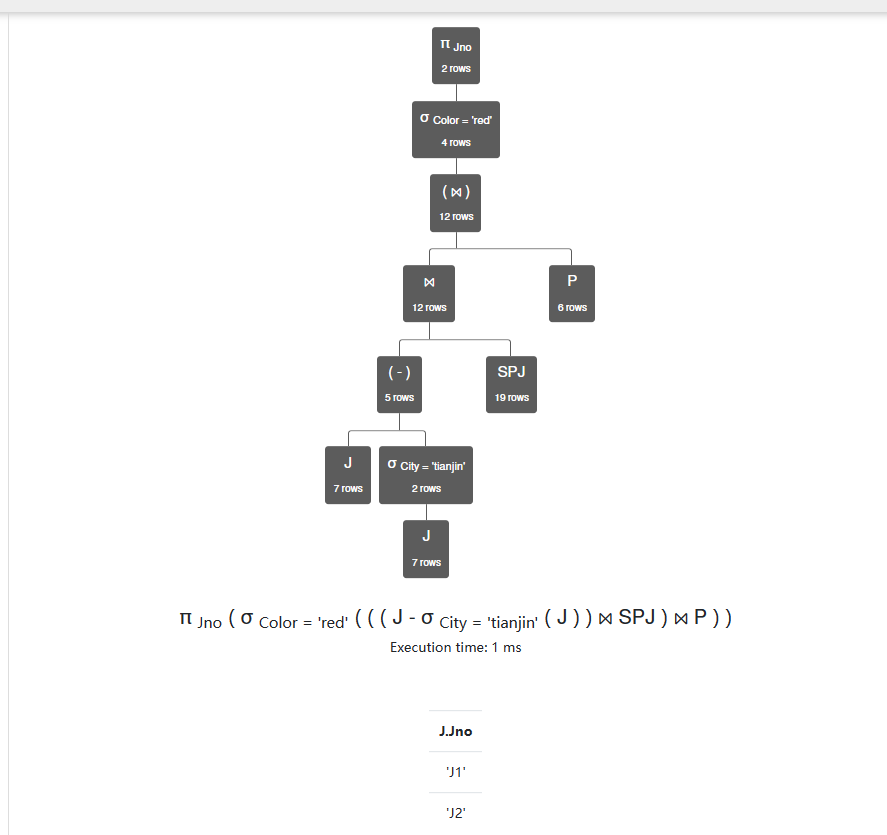 π Jno
2 rows
σ Color = 'red'
4 rows
( ⋈ )
12 rows
⋈
12 rows
P
6 rows
( - )
5 rows
SPJ
19 rows
J
7 rows
σ City = 'tianjin'
2 rows
J
7 rows
π Jno ( σ Color = 'red' ( ( ( J - σ City = 'tianjin' ( J ) ) ⋈ SPJ ) ⋈ P ) )
Execution time: 1 ms
J.Jno
'J1'
'J2'